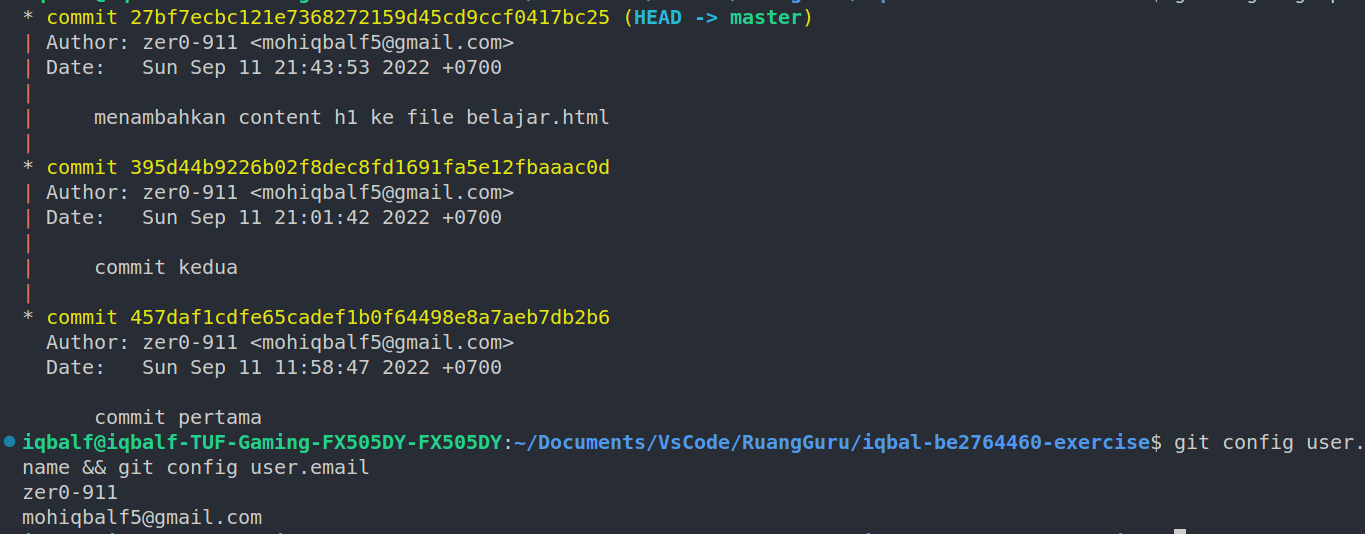 * commit 27bf7ecbc121e7368272159d45cd9ccf0417bc25 (HEAD -> master)
| Author: zer0-911 <mohiqbalf5@gmail.com>
| Date:   Sun Sep 11 21:43:53 2022 +0700
|
|     menambahkan content h1 ke file belajar.html
|
* commit 395d44b9226b02f8dec8fd1691fa5e12fbaaac0d
| Author: zer0-911 <mohiqbalf5@gmail.com>
| Date:   Sun Sep 11 21:01:42 2022 +0700
|
|     commit kedua
|
* commit 457daf1cdfe65cadef1b0f64498e8a7aeb7db2b6
  Author: zer0-911 <mohiqbalf5@gmail.com>
  Date:   Sun Sep 11 11:58:47 2022 +0700
      commit pertama
iqbalf@iqbalf-TUF-Gaming-FX505DY-FX505DY:~/Documents/VsCode/RuangGuru/iqbal-be2764460-exercise$ git config user.
name && git config user.email
zer0-911
mohiqbalf5@gmail.com